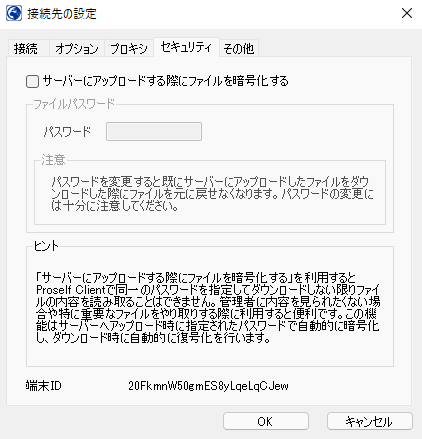 接続先の設定
接続 オプション プロキシ セキュリティ その他
サーバーにアップロードする際にファイルを暗号化する
ファイルパスワード
パスワード
注意
パスワードを変更すると既にサーバーにアップロードしたファイルをダウ
ンロードした際にファイルを元に戻せなくなります。パスワードの変更に
は十分に注意してください。
ヒント
「サーバーにアップロードする際にファイルを暗号化する」を利用すると
Proself Clientで同一のパスワードを指定してダウンロードしない限りファイ
ルの内容を読み取ることはできません。管理者に内容を見られたくない場
合や特に重要なファイルをやり取りする際に利用すると便利です。この機
能はサーバーへアップロード時に指定されたパスワードで自動的に暗号化
し、ダウンロード時に自動的に復号化を行います。
端末ID 20FkmnW50gmES8yLqeLqCJew
OK キャンセル